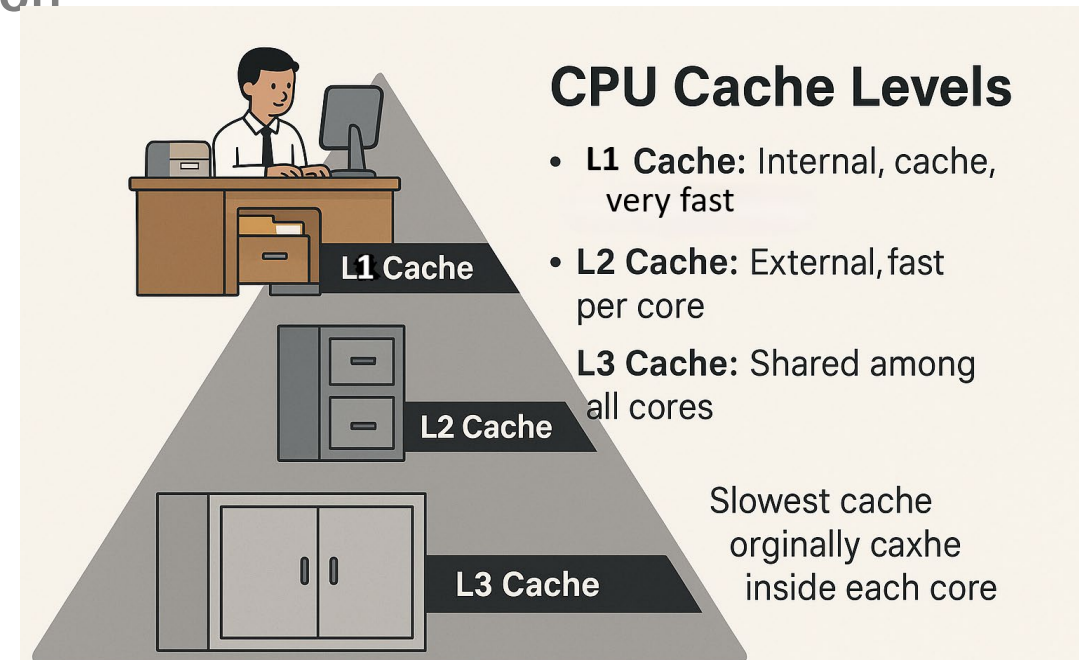 CPU Cache Levels
• L1 Cache: Internal, cache,
very fast
• L2 Cache: External, fast
per core
L3 Cache: Shared among
all cores
Slowest cache
orginally caxhe
inside each core
L1 Cache
L2 Cache
L3 Cache